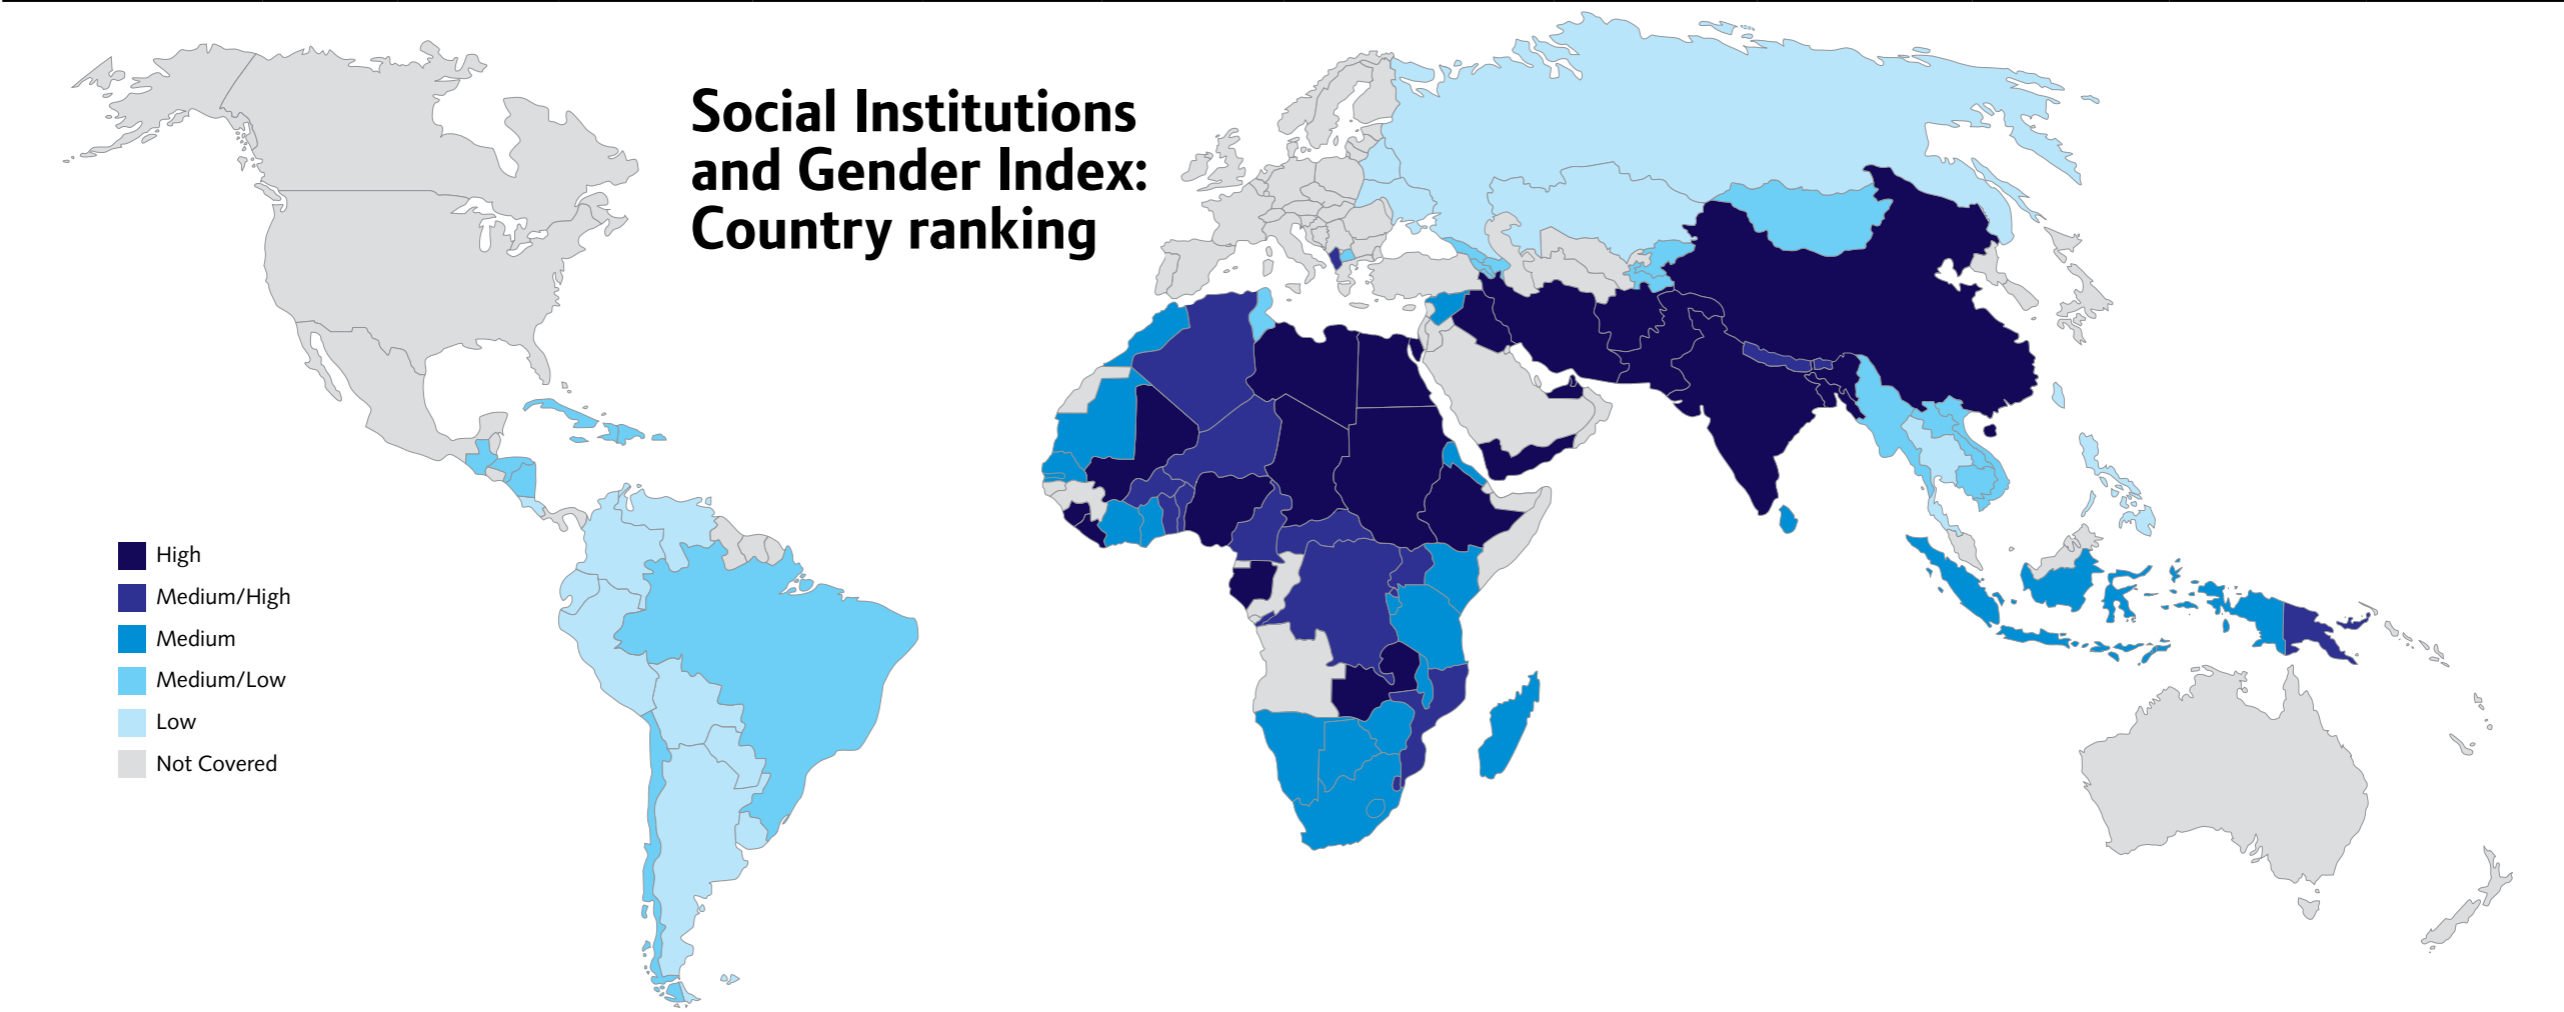 Social Institutions
and Gender Index:
Country ranking
High
Medium/High
Medium
Medium/Low
Low
Not Covered